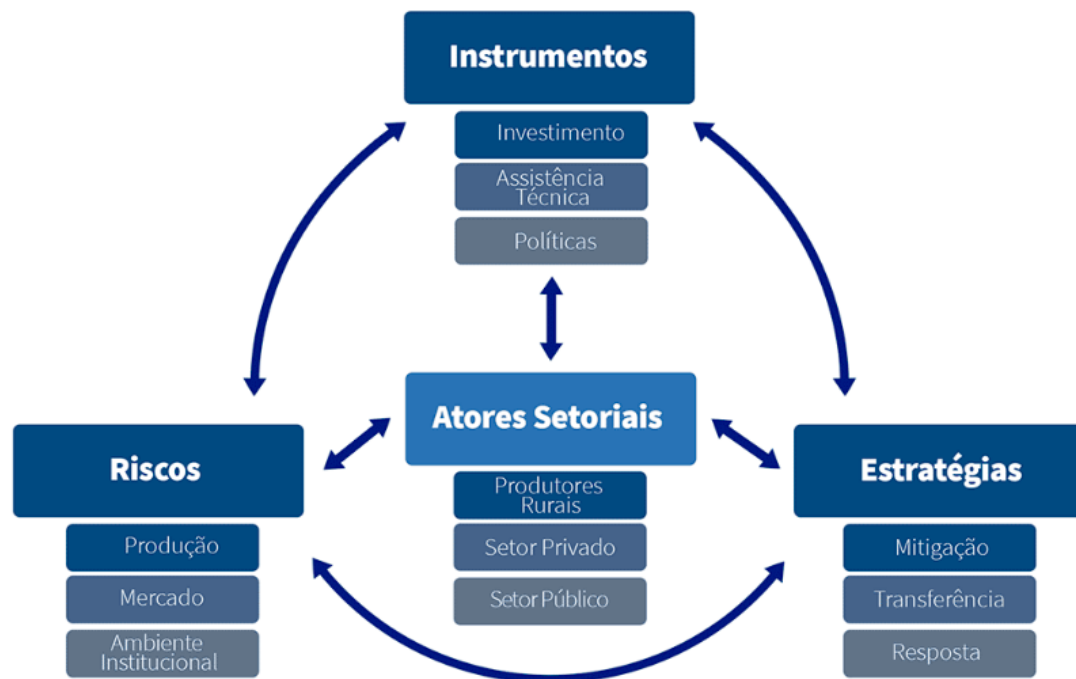 Instrumentos
Investimento
Assistência
Técnica
Políticas
Atores Setoriais
Produtores
Rurais
Setor Privado
Setor Público
Riscos
Produção
Mercado
Ambiente
Institucional
Estratégias
Mitigação
Transferência
Resposta